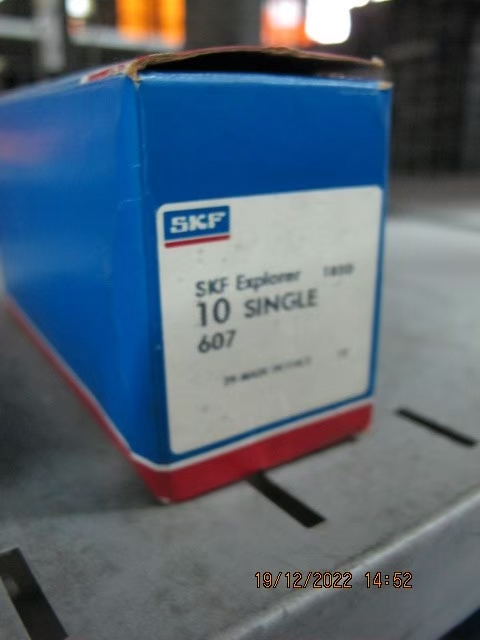 SKF
SKF Explorer
10 SINGLE
607
19/12/2022 14:52